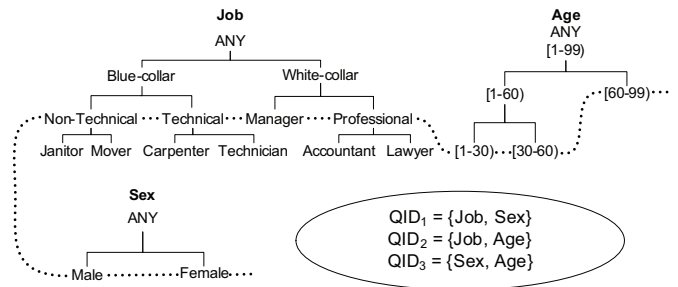 Job
ANY
Blue-collar White-collar
Non-Technical Technical Manager Professional
Janitor Mover Carpenter Technician Accountant Lawyer
Age
ANY
[1-99)
[1-60) [60-99)
[1-30) [30-60)
Sex
ANY
Male Female
QID₁ = {Job, Sex}
QID₂ = {Job, Age}
QID₃ = {Sex, Age}